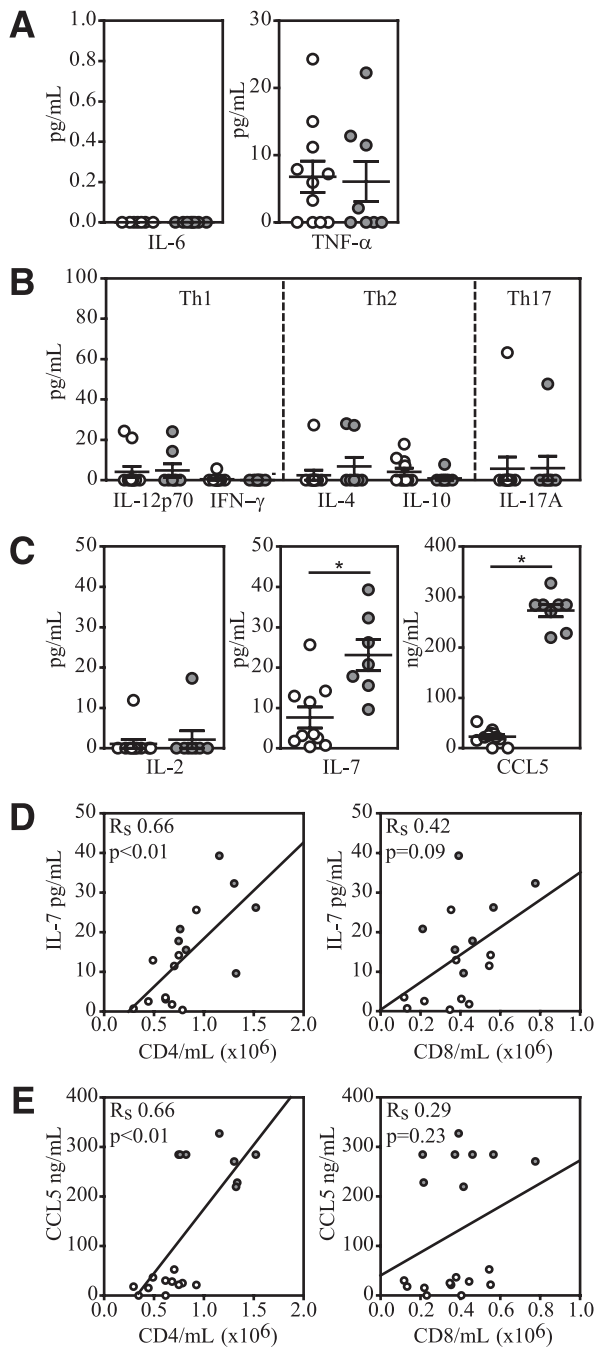 A
pg/mL
1.0
0.8
0.6
0.4
0.2
0.0
IL-6
pg/mL
30
20
10
0
TNF-α
B
pg/mL
100
80
60
40
20
0
Th1
Th2
Th17
IL-12p70
IFN–γ
IL-4
IL-10
IL-17A
C
pg/mL
50
40
30
20
10
0
IL-2
pg/mL
50
40
30
20
10
0
*
IL-7
ng/mL
400
300
200
100
0
*
CCL5
D
IL-7 pg/mL
50
40
30
20
10
0
Rs 0.66
p<0.01
0.0 0.5 1.0 1.5 2.0
CD4/mL (x10⁶)
IL-7 pg/mL
50
40
30
20
10
0
Rs 0.42
p=0.09
0.0 0.2 0.4 0.6 0.8 1.0
CD8/mL (x10⁶)
E
CCL5 ng/mL
400
300
200
100
0
Rs 0.66
p<0.01
0.0 0.5 1.0 1.5 2.0
CD4/mL (x10⁶)
CCL5 ng/mL
400
300
200
100
0
Rs 0.29
p=0.23
0.0 0.2 0.4 0.6 0.8 1.0
CD8/mL (x10⁶)